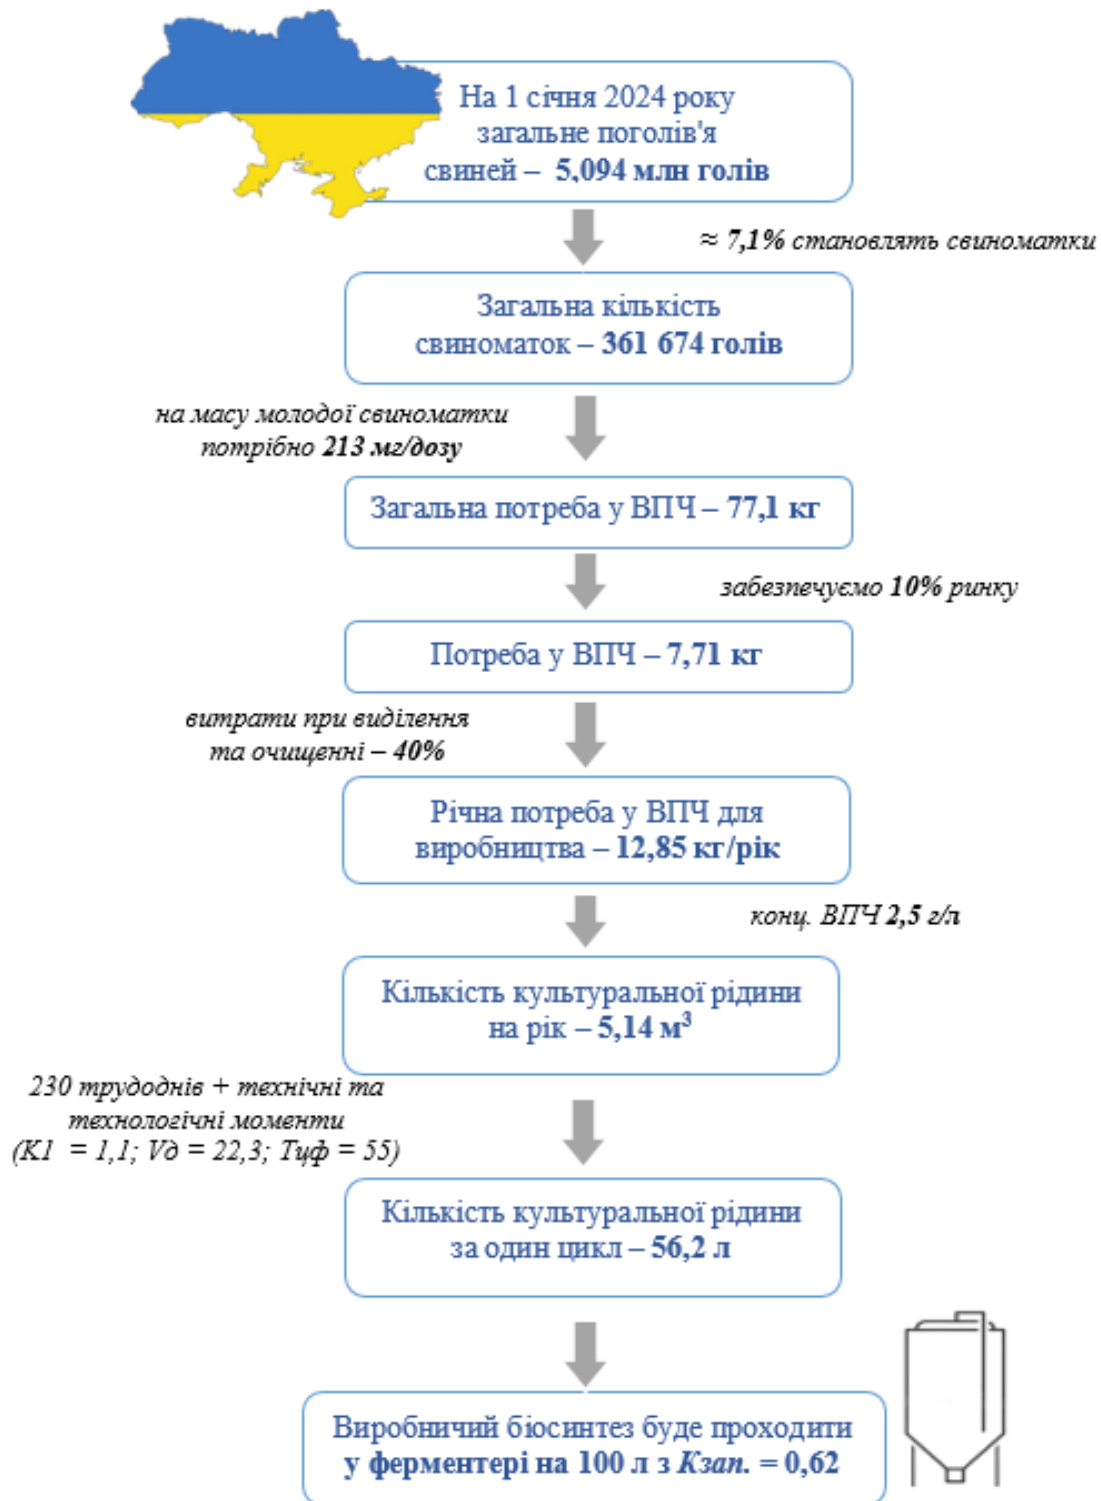 На 1 січня 2024 року
загальне поголів'я
свиней – 5,094 млн голів
≈ 7,1% становлять свиноматки
Загальна кількість
свиноматок – 361 674 голів
на масу молодої свиноматки
потрібно 213 мг/дозу
Загальна потреба у ВПЧ – 77,1 кг
забезпечуємо 10% ринку
Потреба у ВПЧ – 7,71 кг
витрати при виділення
та очищенні – 40%
Річна потреба у ВПЧ для
виробництва – 12,85 кг/рік
конц. ВПЧ 2,5 г/л
Кількість культуральної рідини
на рік – 5,14 м³
230 трудоднів + технічні та
технологічні моменти
(K1 = 1,1; Vд = 22,3; Tцф = 55)
Кількість культуральної рідини
за один цикл – 56,2 л
Виробничий біосинтез буде проходити
у ферментері на 100 л з Kзап. = 0,62